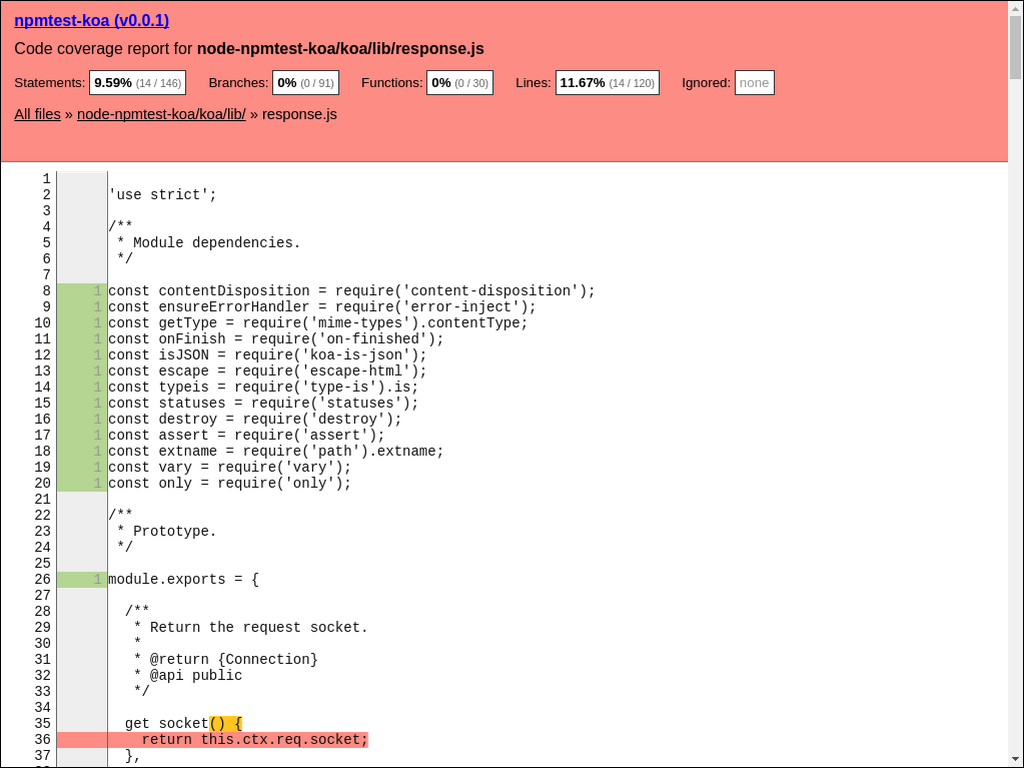 npmtest-koa (v0.0.1)
Code coverage report for node-npmtest-koa/koa/lib/response.js
Statements: 9.59% (14 / 146) Branches: 0% (0 / 91) Functions: 0% (0 / 30) Lines: 11.67% (14 / 120) Ignored: none
All files » node-npmtest-koa/koa/lib/ » response.js
1
2 'use strict';
3
4 /**
5 * Module dependencies.
6 */
7
8 1 const contentDisposition = require('content-disposition');
9 1 const ensureErrorHandler = require('error-inject');
10 1 const getType = require('mime-types').contentType;
11 1 const onFinish = require('on-finished');
12 1 const isJSON = require('koa-is-json');
13 1 const escape = require('escape-html');
14 1 const typeis = require('type-is').is;
15 1 const statuses = require('statuses');
16 1 const destroy = require('destroy');
17 1 const assert = require('assert');
18 1 const extname = require('path').extname;
19 1 const vary = require('vary');
20 1 const only = require('only');
21
22 /**
23 * Prototype.
24 */
25
26 1 module.exports = {
27
28 /**
29 * Return the request socket.
30 *
31 * @return {Connection}
32 * @api public
33 */
34
35 get socket() {
36 return this.ctx.req.socket;
37 },